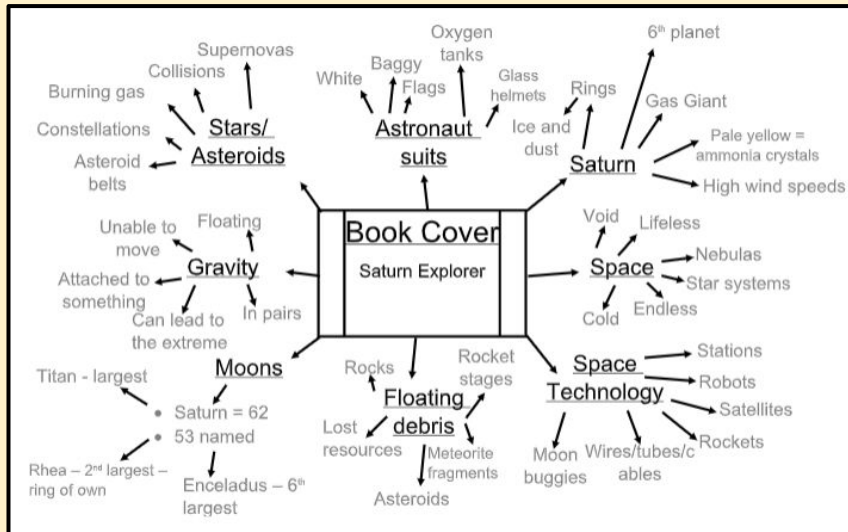 Book Cover
Saturn Explorer
Stars/
Asteroids
Supernovas
Collisions
Burning gas
Constellations
Asteroid
belts
Astronaut
suits
White
Baggy
Flags
Oxygen
tanks
Glass
helmets
Saturn
Rings
Ice and
dust
6th planet
Gas Giant
Pale yellow =
ammonia crystals
High wind speeds
Gravity
Unable to
move
Floating
Attached to
something
Can lead to
the extreme
In pairs
Space
Void
Lifeless
Nebulas
Star systems
Endless
Cold
Moons
Titan - largest
• Saturn = 62
• 53 named
Rhea – 2nd largest –
ring of own
Enceladus – 6th
largest
Floating
debris
Rocks
Rocket
stages
Lost
resources
Meteorite
fragments
Asteroids
Space
Technology
Stations
Robots
Satellites
Rockets
Wires/tubes/c
ables
Moon
buggies